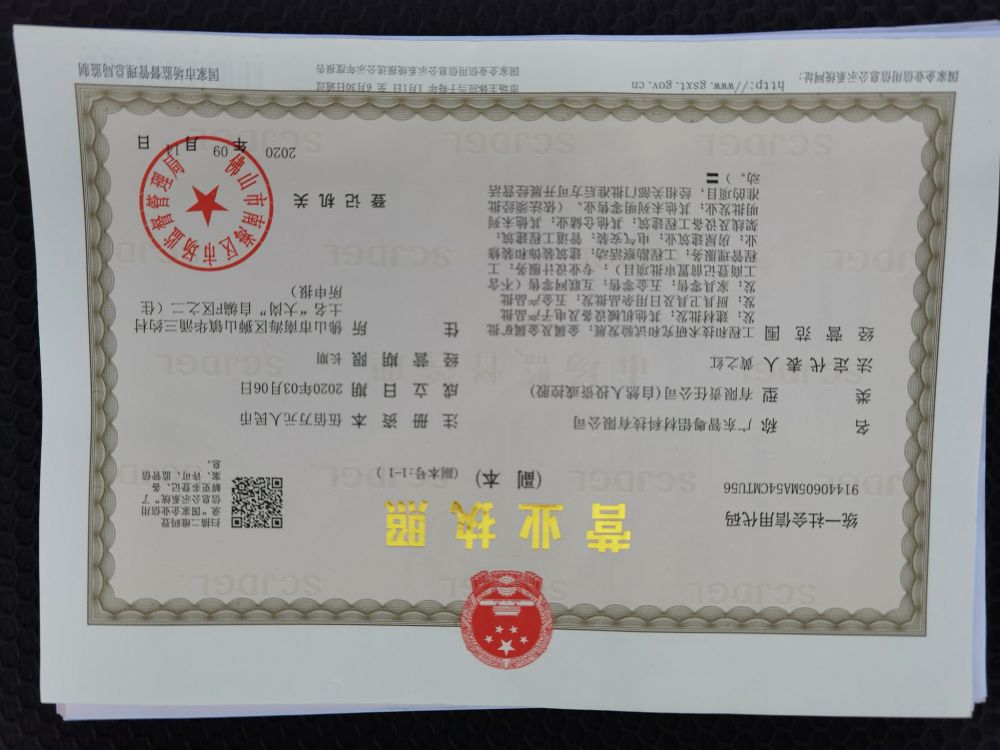 统一社会信用代码
91440605MA54CMTU56
营业执照
(副 本)
(副本号:1-1)
扫描二维码登
录“国家企业信用
信息公示系统”了
解更多登记、备
案、许可、监管信
息。
名 称 广东智粤铝材科技有限公司
类 型 有限责任公司(自然人投资或控股)
法定代表人 黄之红
经营范围 工程和技术研究和试验发展；金属及金属矿批
发；建材批发；其他机械设备及电子产品批
发；厨具卫具及日用杂品批发；五金产品批
发；家具零售；五金零售；互联网零售（不含
工商登记前置审批项目）；专业设计服务；工
程管理服务；工程勘察活动；建筑装饰和装修
业；房屋建筑业；电气安装；管道工程建筑；
架线及设备工程建筑；其他仓储业；其他未列
明批发业；其他未列明零售业。（依法须经批
准的项目，经相关部门批准后方可开展经营活
动。）〓
注册资本 伍佰万元人民币
成立日期 2020年03月06日
营业期限 长期
住 所 佛山市南海区狮山镇华涌三约村
土名“大岗”自编F区之二（住
所申报）
登记机关
佛山市南海区市场监督管理局
2020 年 09 月 14 日
国家企业信用信息公示系统网址：
http://www.gsxt.gov.cn
市场主体应当于每年1月1日 至 6月30日通过
国家企业信用信息公示系统报送公示年度报告
国家市场监督管理总局监制
SCJDGL